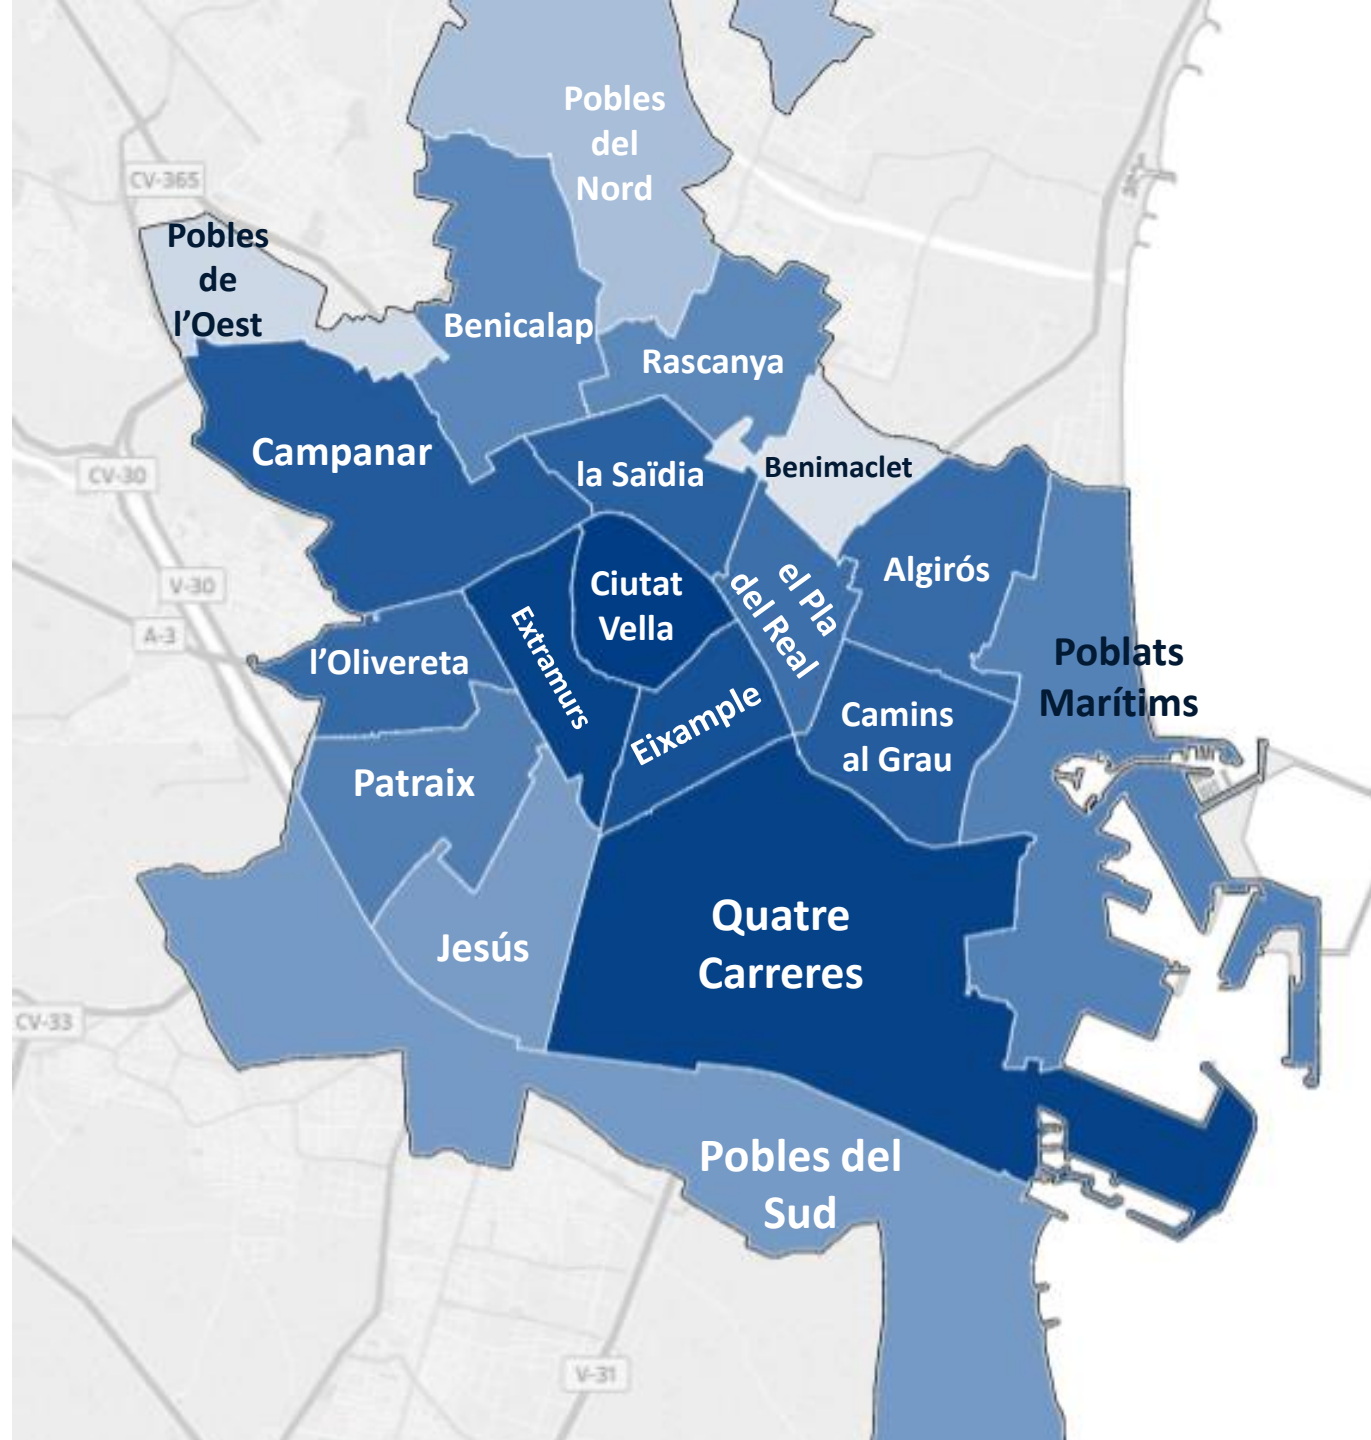 Pobles
del
Nord
CV-365
Pobles
de
l’Oest
Benicalap
Rascanya
Campanar
CV-30
la Saïdia
Benimaclet
V-30
A-3
Ciutat
Vella
el Pla
del Real
Algirós
Extramurs
l’Olivereta
Poblats
Marítims
Eixample
Camins
al Grau
Patraix
Quatre
Carreres
Jesús
CV-33
Pobles del
Sud
V-31